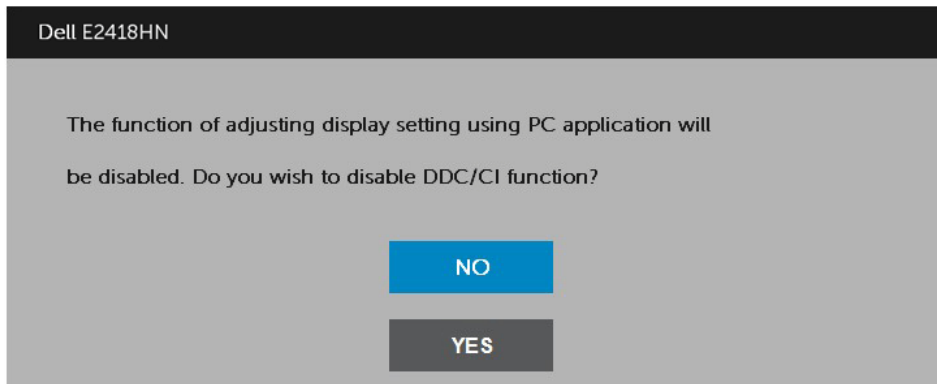 Dell E2418HN
The function of adjusting display setting using PC application will
be disabled. Do you wish to disable DDC/CI function?
NO
YES